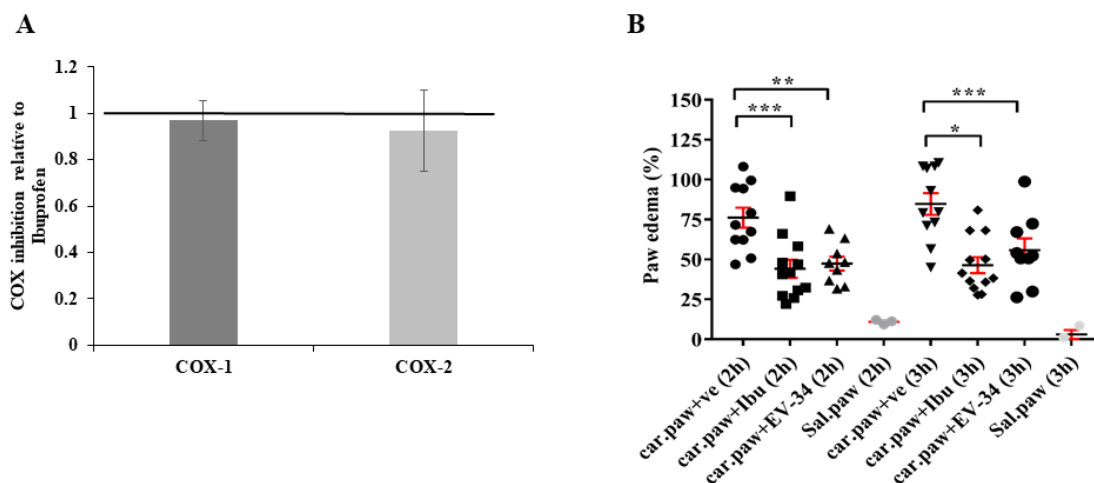 A
COX inhibition relative to
Ibuprofen
1.2
1
0.8
0.6
0.4
0.2
0
COX-1
COX-2
B
Paw edema (%)
150
125
100
75
50
25
0
**
***
***
*
car.paw+ve (2h)
car.paw+Ibu (2h)
car.paw+EV-34 (2h)
Sal.paw (2h)
car.paw+ve (3h)
car.paw+Ibu (3h)
car.paw+EV-34 (3h)
Sal.paw (3h)